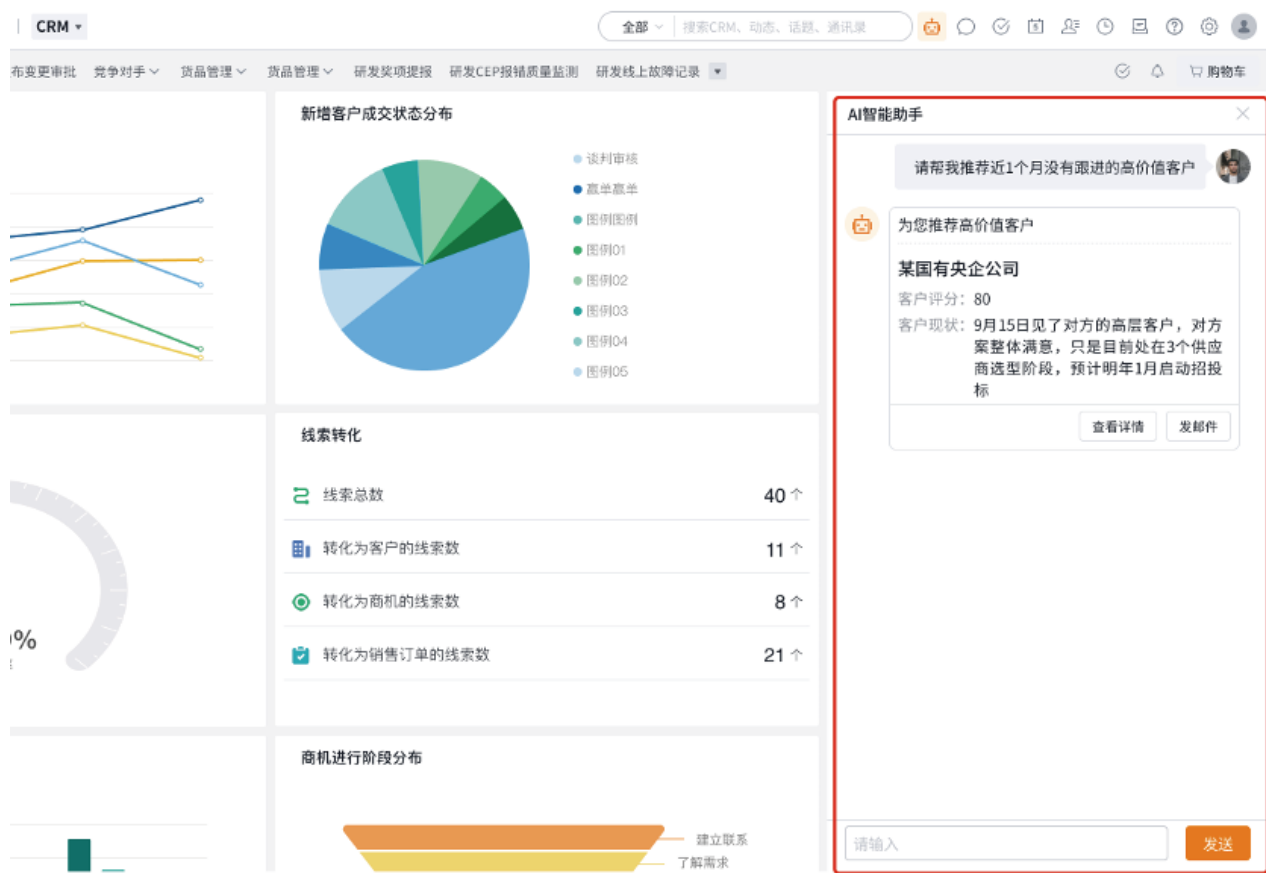 CRM
全部
搜索CRM、动态、话题、通讯录
布变更审批
竞争对手
货品管理
货品管理
研发奖项提报
研发CEP报错质量监测
研发线上故障记录
购物车
新增客户成交状态分布
谈判审核
赢单赢单
图例图例
图例01
图例02
图例03
图例04
图例05
%
线索转化
线索总数
40 个
转化为客户的线索数
11 个
转化为商机的线索数
8 个
转化为销售订单的线索数
21 个
商机进行阶段分布
建立联系
了解需求
AI智能助手
请帮我推荐近1个月没有跟进的高价值客户
为您推荐高价值客户
某国有央企公司
客户评分： 80
客户现状： 9月15日见了对方的高层客户，对方
案整体满意，只是目前处在3个供应
商选型阶段，预计明年1月启动招投
标
查看详情
发邮件
请输入
发送